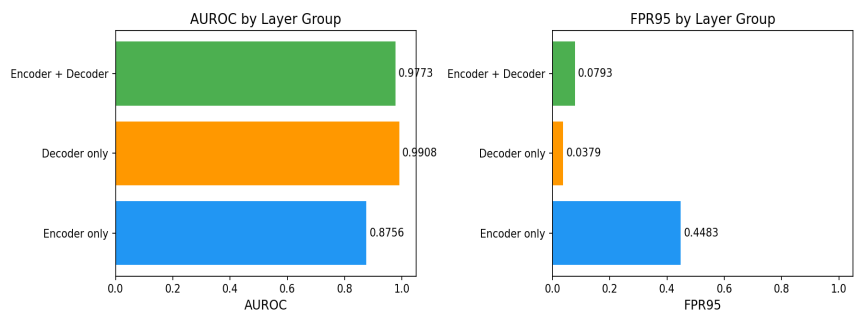 AUROC by Layer Group
Encoder + Decoder
0.9773
Decoder only
0.9908
Encoder only
0.8756
0.0 0.2 0.4 0.6 0.8 1.0
AUROC
FPR95 by Layer Group
Encoder + Decoder
0.0793
Decoder only
0.0379
Encoder only
0.4483
0.0 0.2 0.4 0.6 0.8 1.0
FPR95